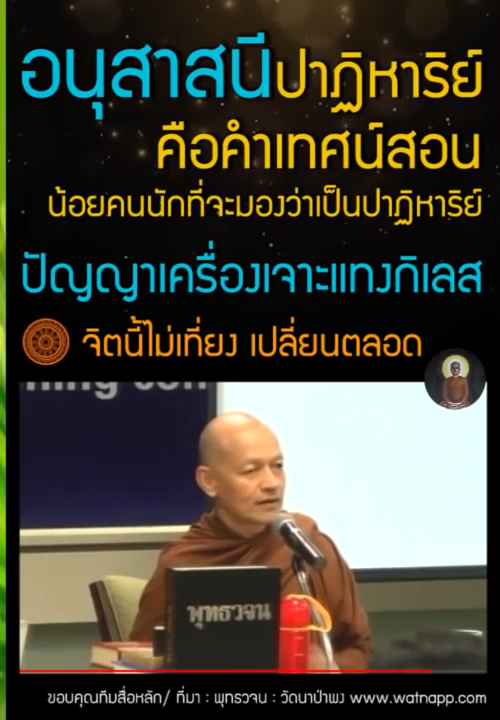 อนุสาสนีปาฏิหาริย์
คือคำเทศน์สอน
น้อยคนนักที่จะมองว่าเป็นปาฏิหาริย์
ปัญญาเครื่องเจาะแทงกิเลส
จิตนี้ไม่เที่ยง เปลี่ยนตลอด
พุทธวจน
ขอบคุณทีมสื่อหลัก/ ที่มา : พุทธวจน : วัดนาป่าพง www.watnapp.com